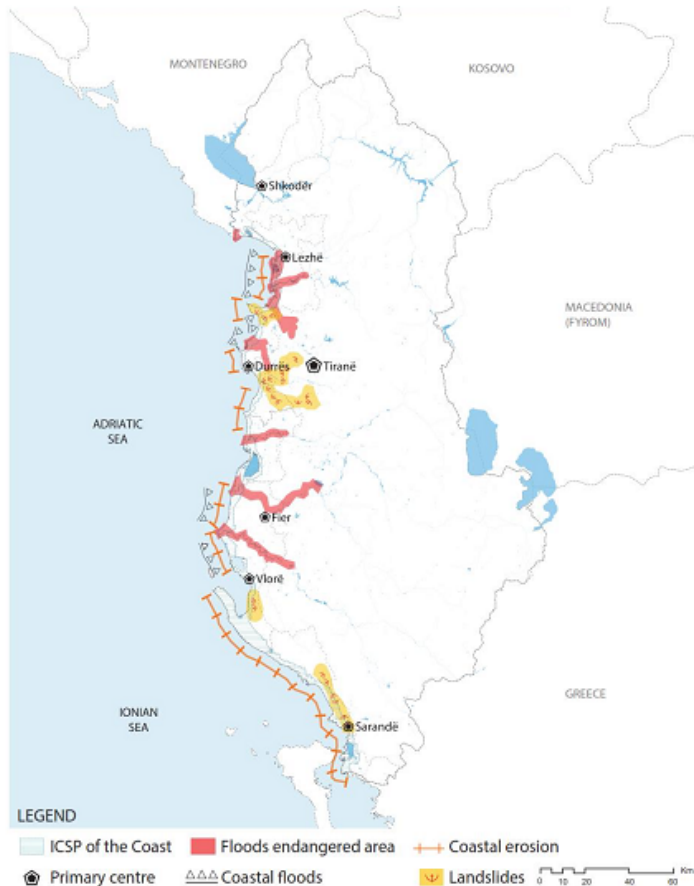 MONTENEGRO
KOSOVO
Shkodër
Lezhë
MACEDONIA
(FYROM)
Durrës
Tiranë
ADRIATIC
SEA
Fier
Vlorë
GREECE
IONIAN
SEA
Sarandë
LEGEND
ICSP of the Coast
Floods endangered area
Coastal erosion
Primary centre
Coastal floods
Landslides
Km
0 10 20 40 60